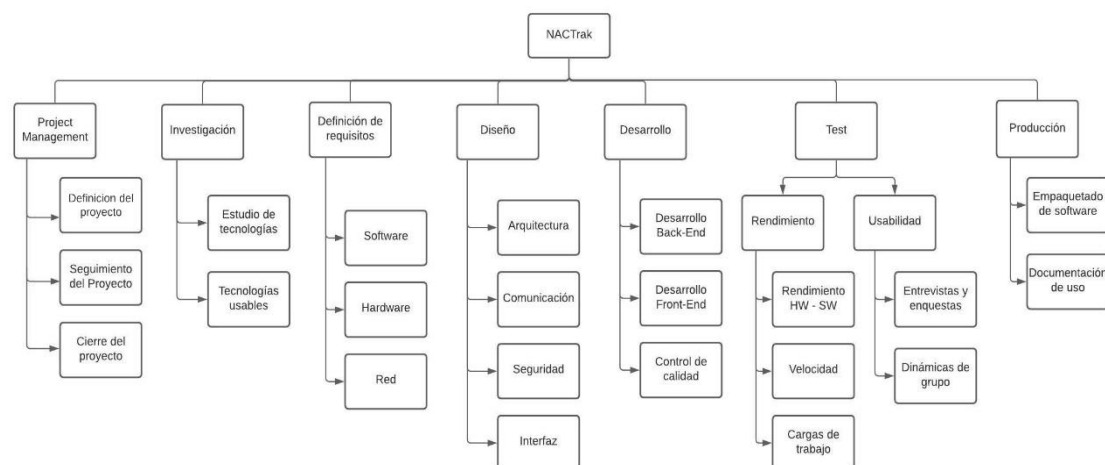 NACTrak
Project
Management
Investigación
Definición de
requisitos
Diseño
Desarrollo
Test
Producción
Definicion del
proyecto
Seguimiento
del Proyecto
Cierre del
proyecto
Estudio de
tecnologías
Tecnologías
usables
Software
Hardware
Red
Arquitectura
Comunicación
Seguridad
Interfaz
Desarrollo
Back-End
Desarrollo
Front-End
Control de
calidad
Rendimiento
Usabilidad
Rendimiento
HW - SW
Velocidad
Cargas de
trabajo
Entrevistas y
enquestas
Dinámicas de
grupo
Empaquetado
de software
Documentación
de uso